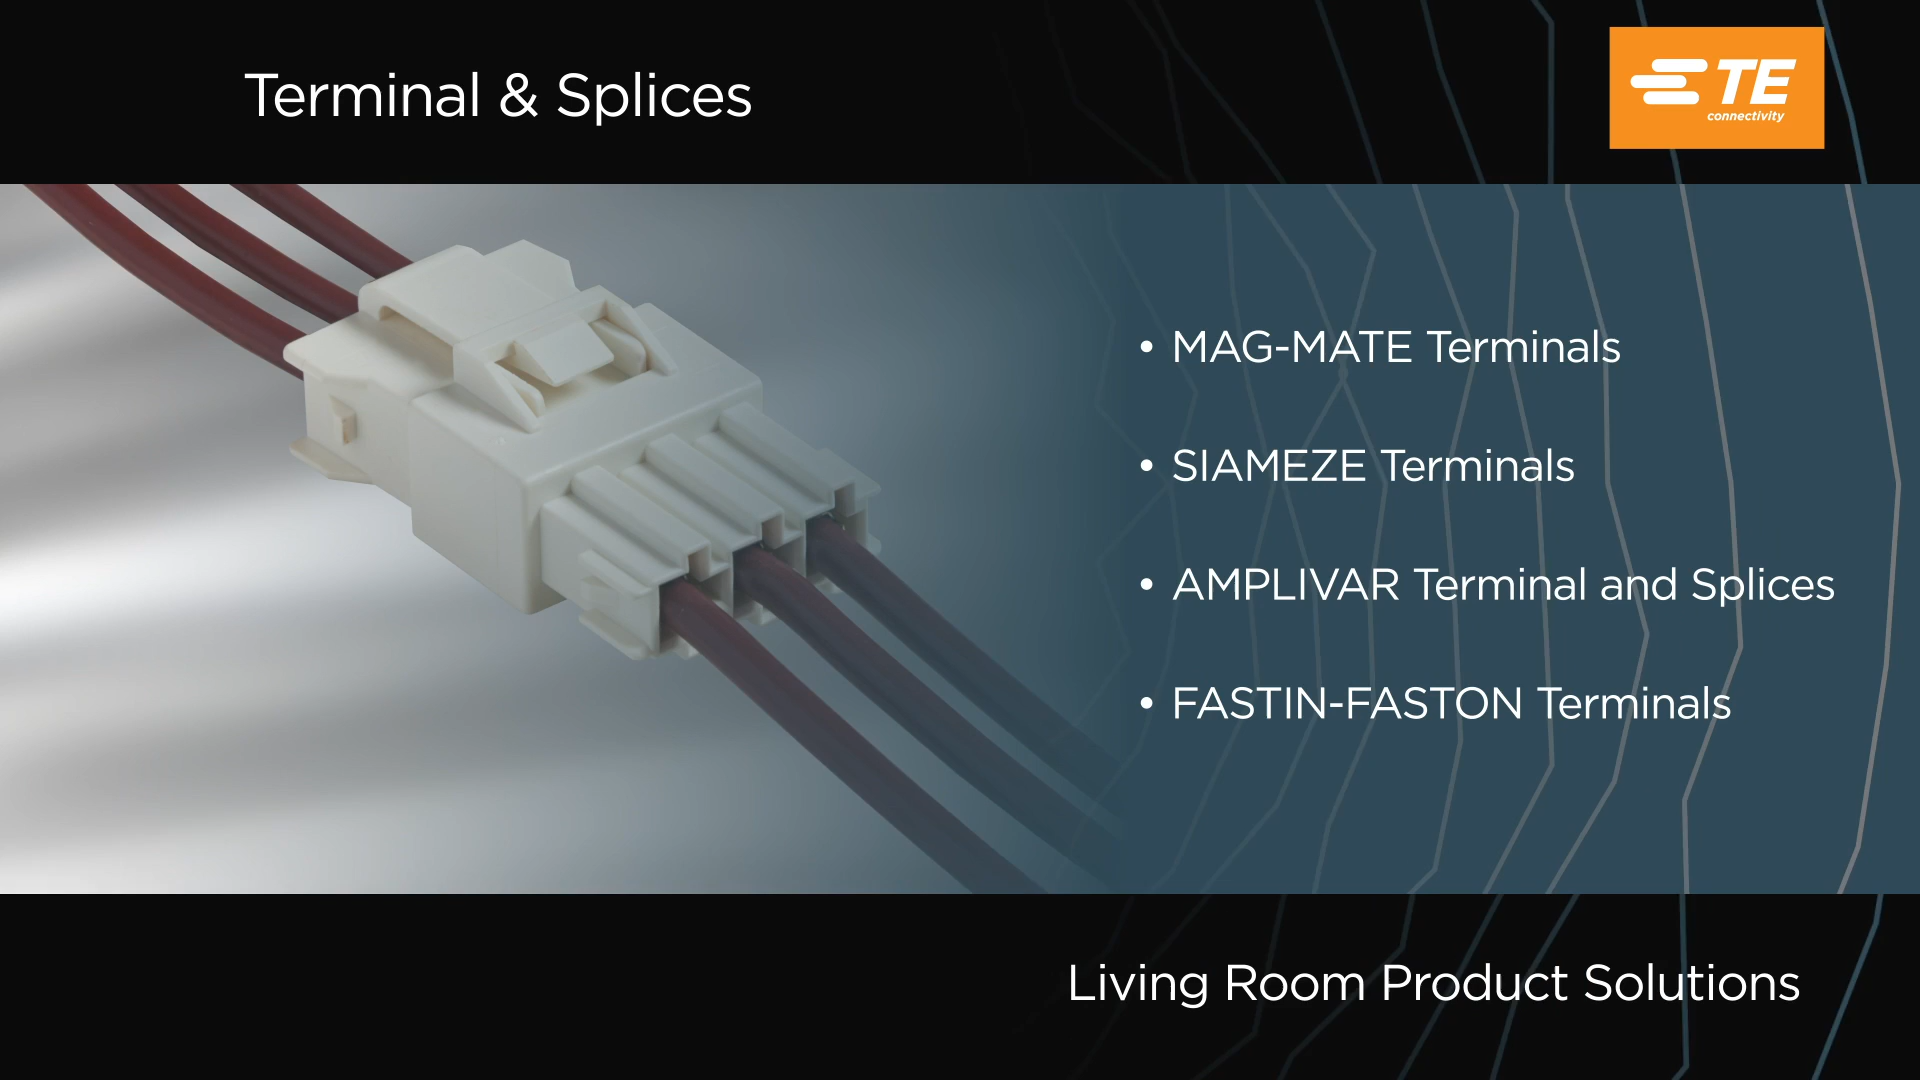 Terminal & Splices
TE
connectivity
• MAG-MATE Terminals
• SIAMEZE Terminals
• AMPLIVAR Terminal and Splices
• FASTIN-FASTON Terminals
Living Room Product Solutions